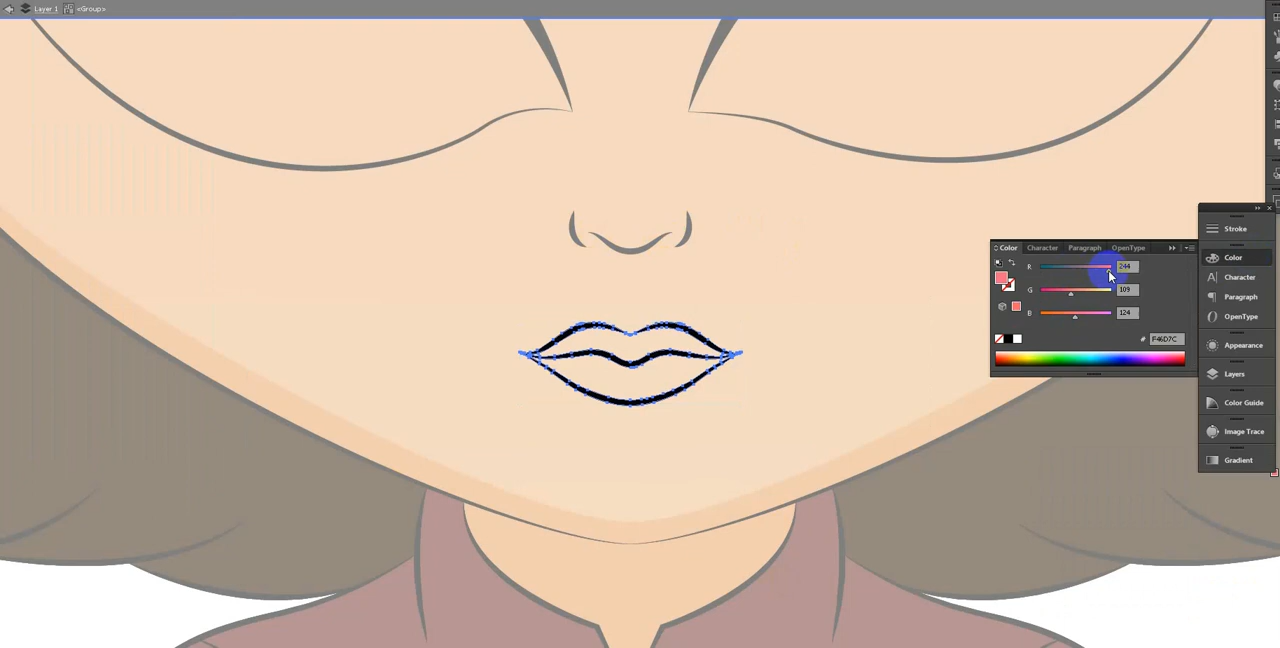 Layer 1 <Group>
Color Character Paragraph OpenType
R 244
G 109
B 124
# F46D7C
Stroke
Color
Character
Paragraph
OpenType
Appearance
Layers
Color Guide
Image Trace
Gradient